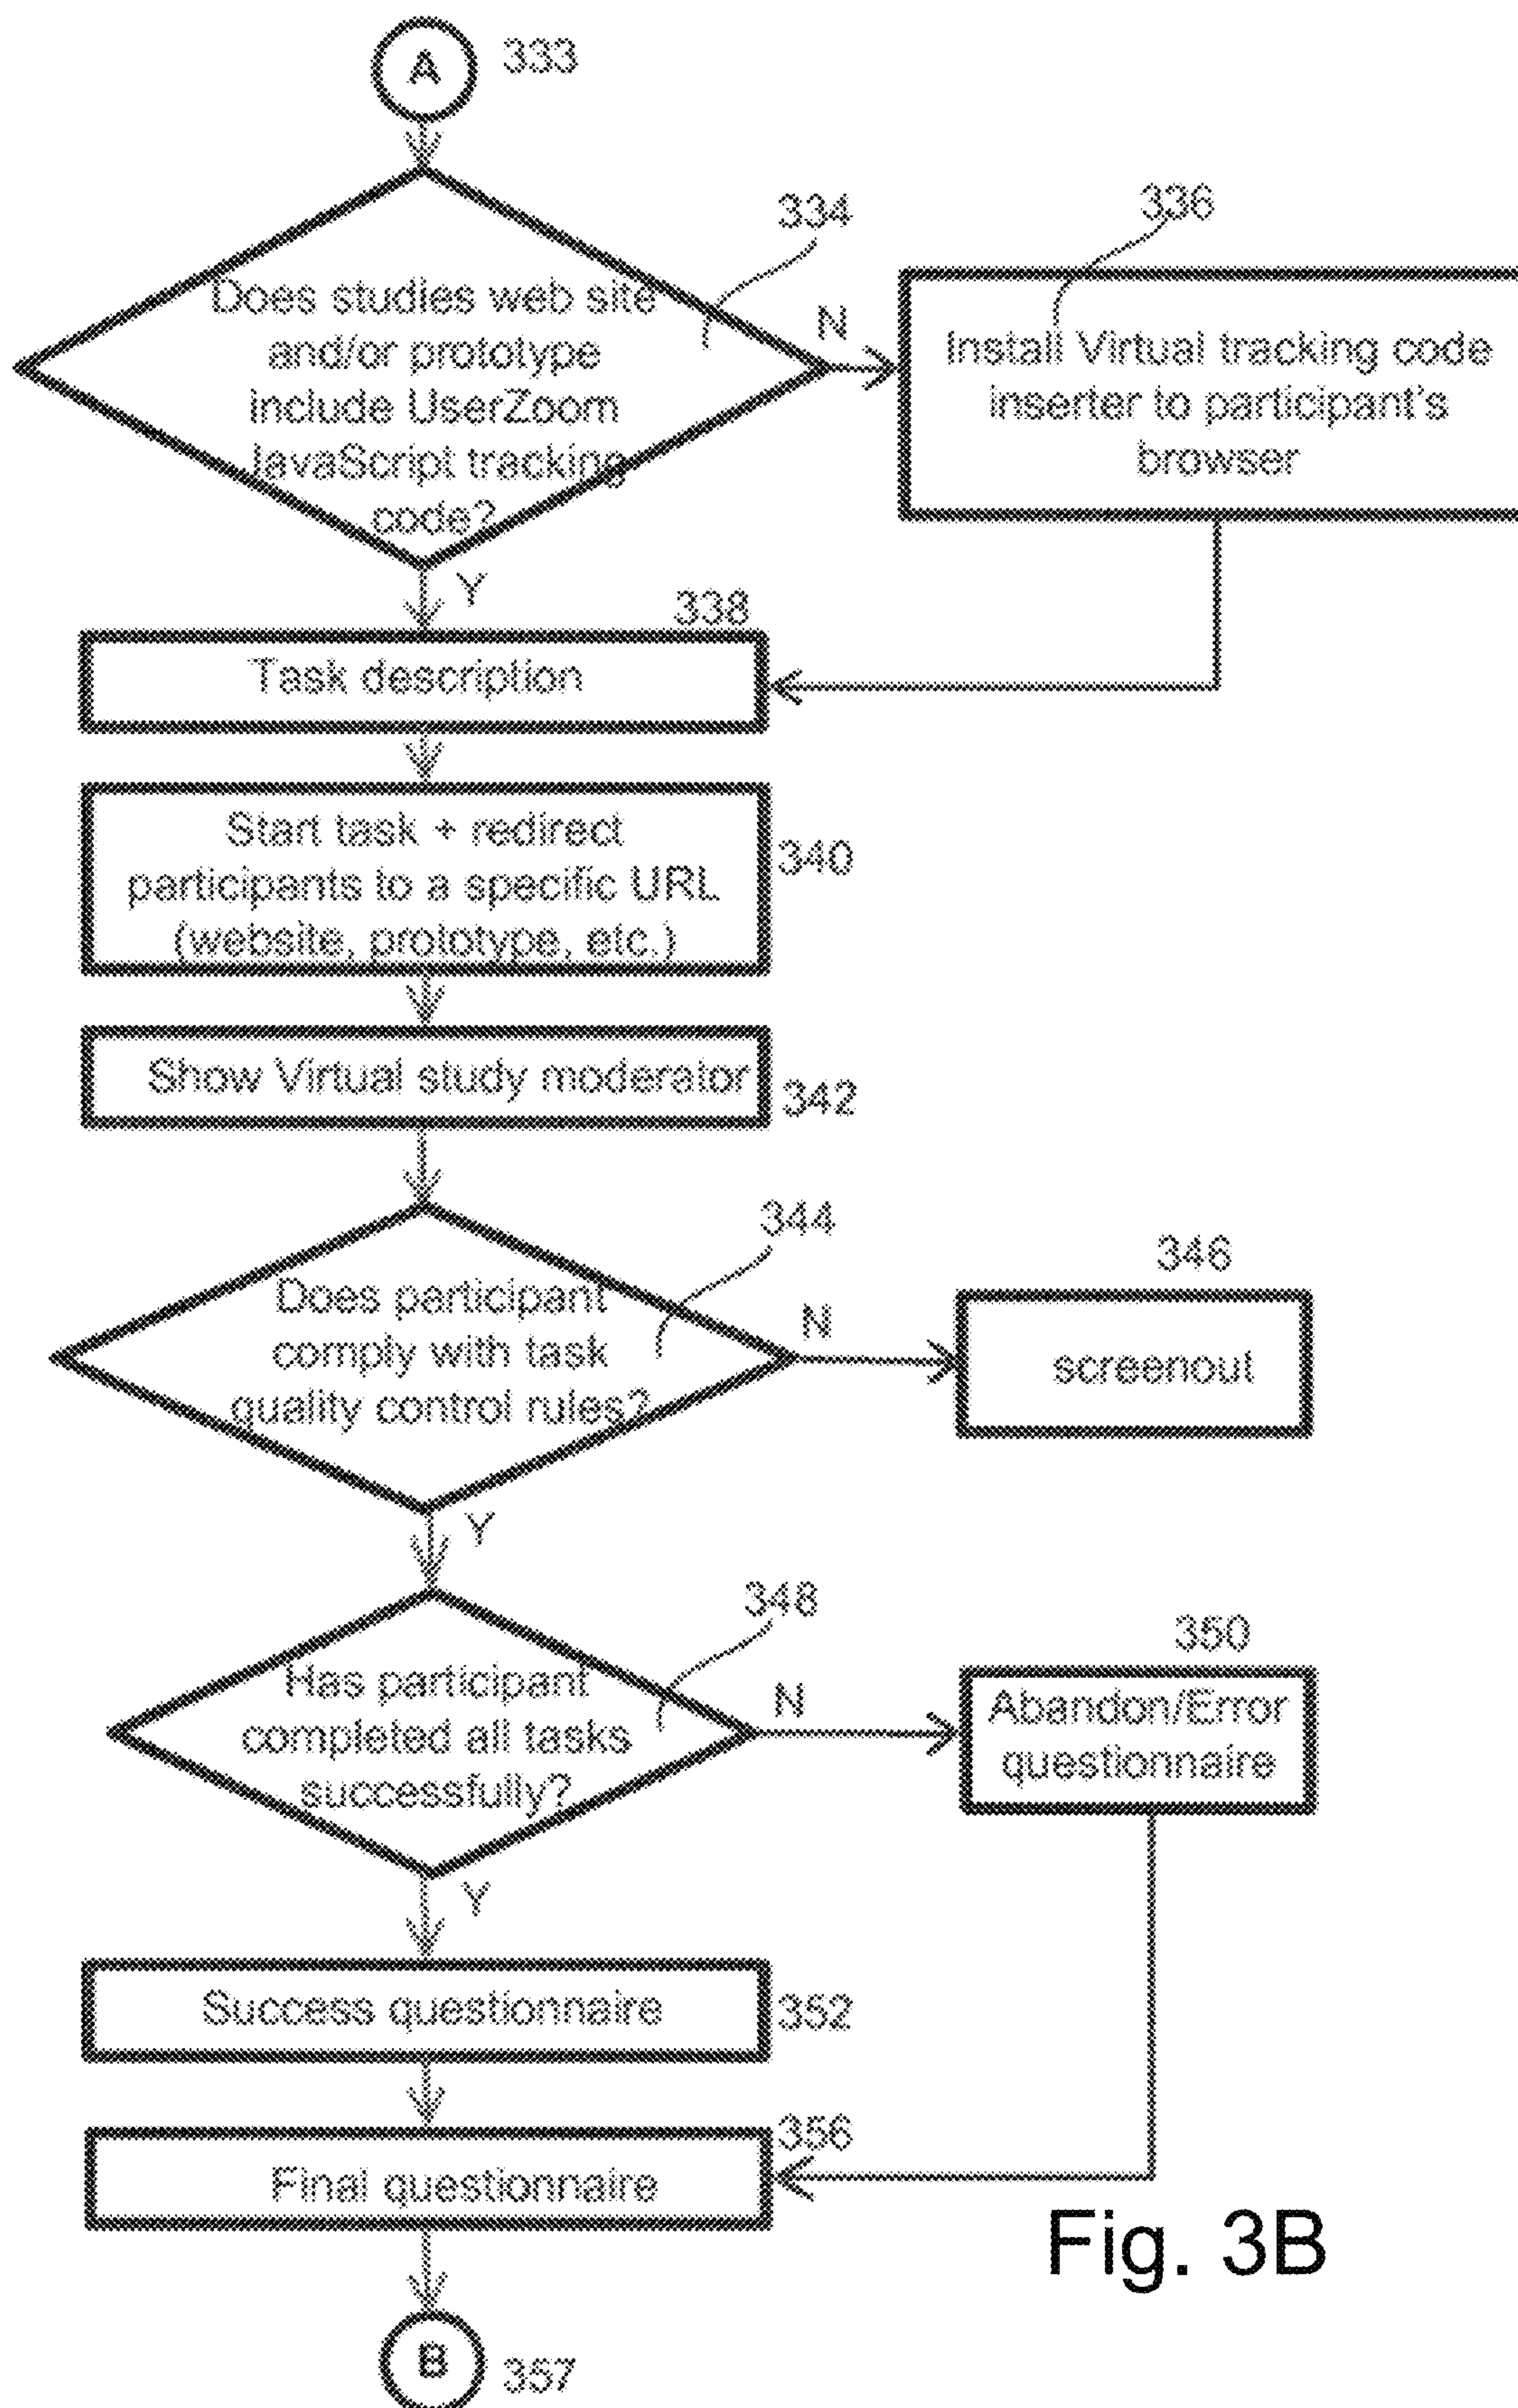 A 333
334
336
Does studies web site
and/or prototype
include UserZoom
JavaScript tracking
code?
N
Install Virtual tracking code
inserter to participant's
browser
Y
338
Task description
Start task + redirect
participants to a specific URL
(website, prototype, etc.)
340
Show Virtual study moderator
342
344
Does participant
comply with task
quality control rules?
N
346
screenout
Y
348
Has participant
completed all tasks
successfully?
N
350
Abandon/Error
questionnaire
Y
Success questionnaire
352
356
Final questionnaire
Fig. 3B
B 357